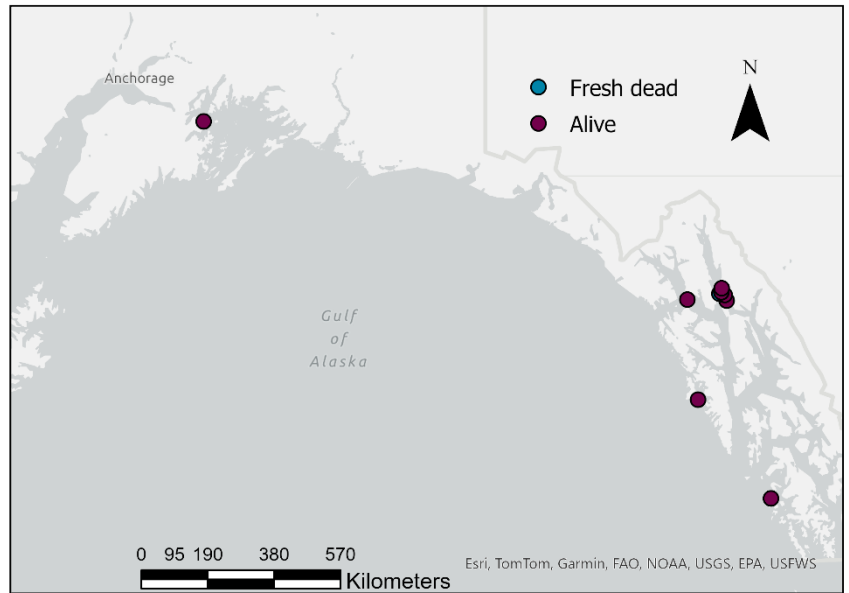 Anchorage
Fresh dead
Alive
N
Gulf
of
Alaska
0 95 190 380 570
Kilometers
Esri, TomTom, Garmin, FAO, NOAA, USGS, EPA, USFWS